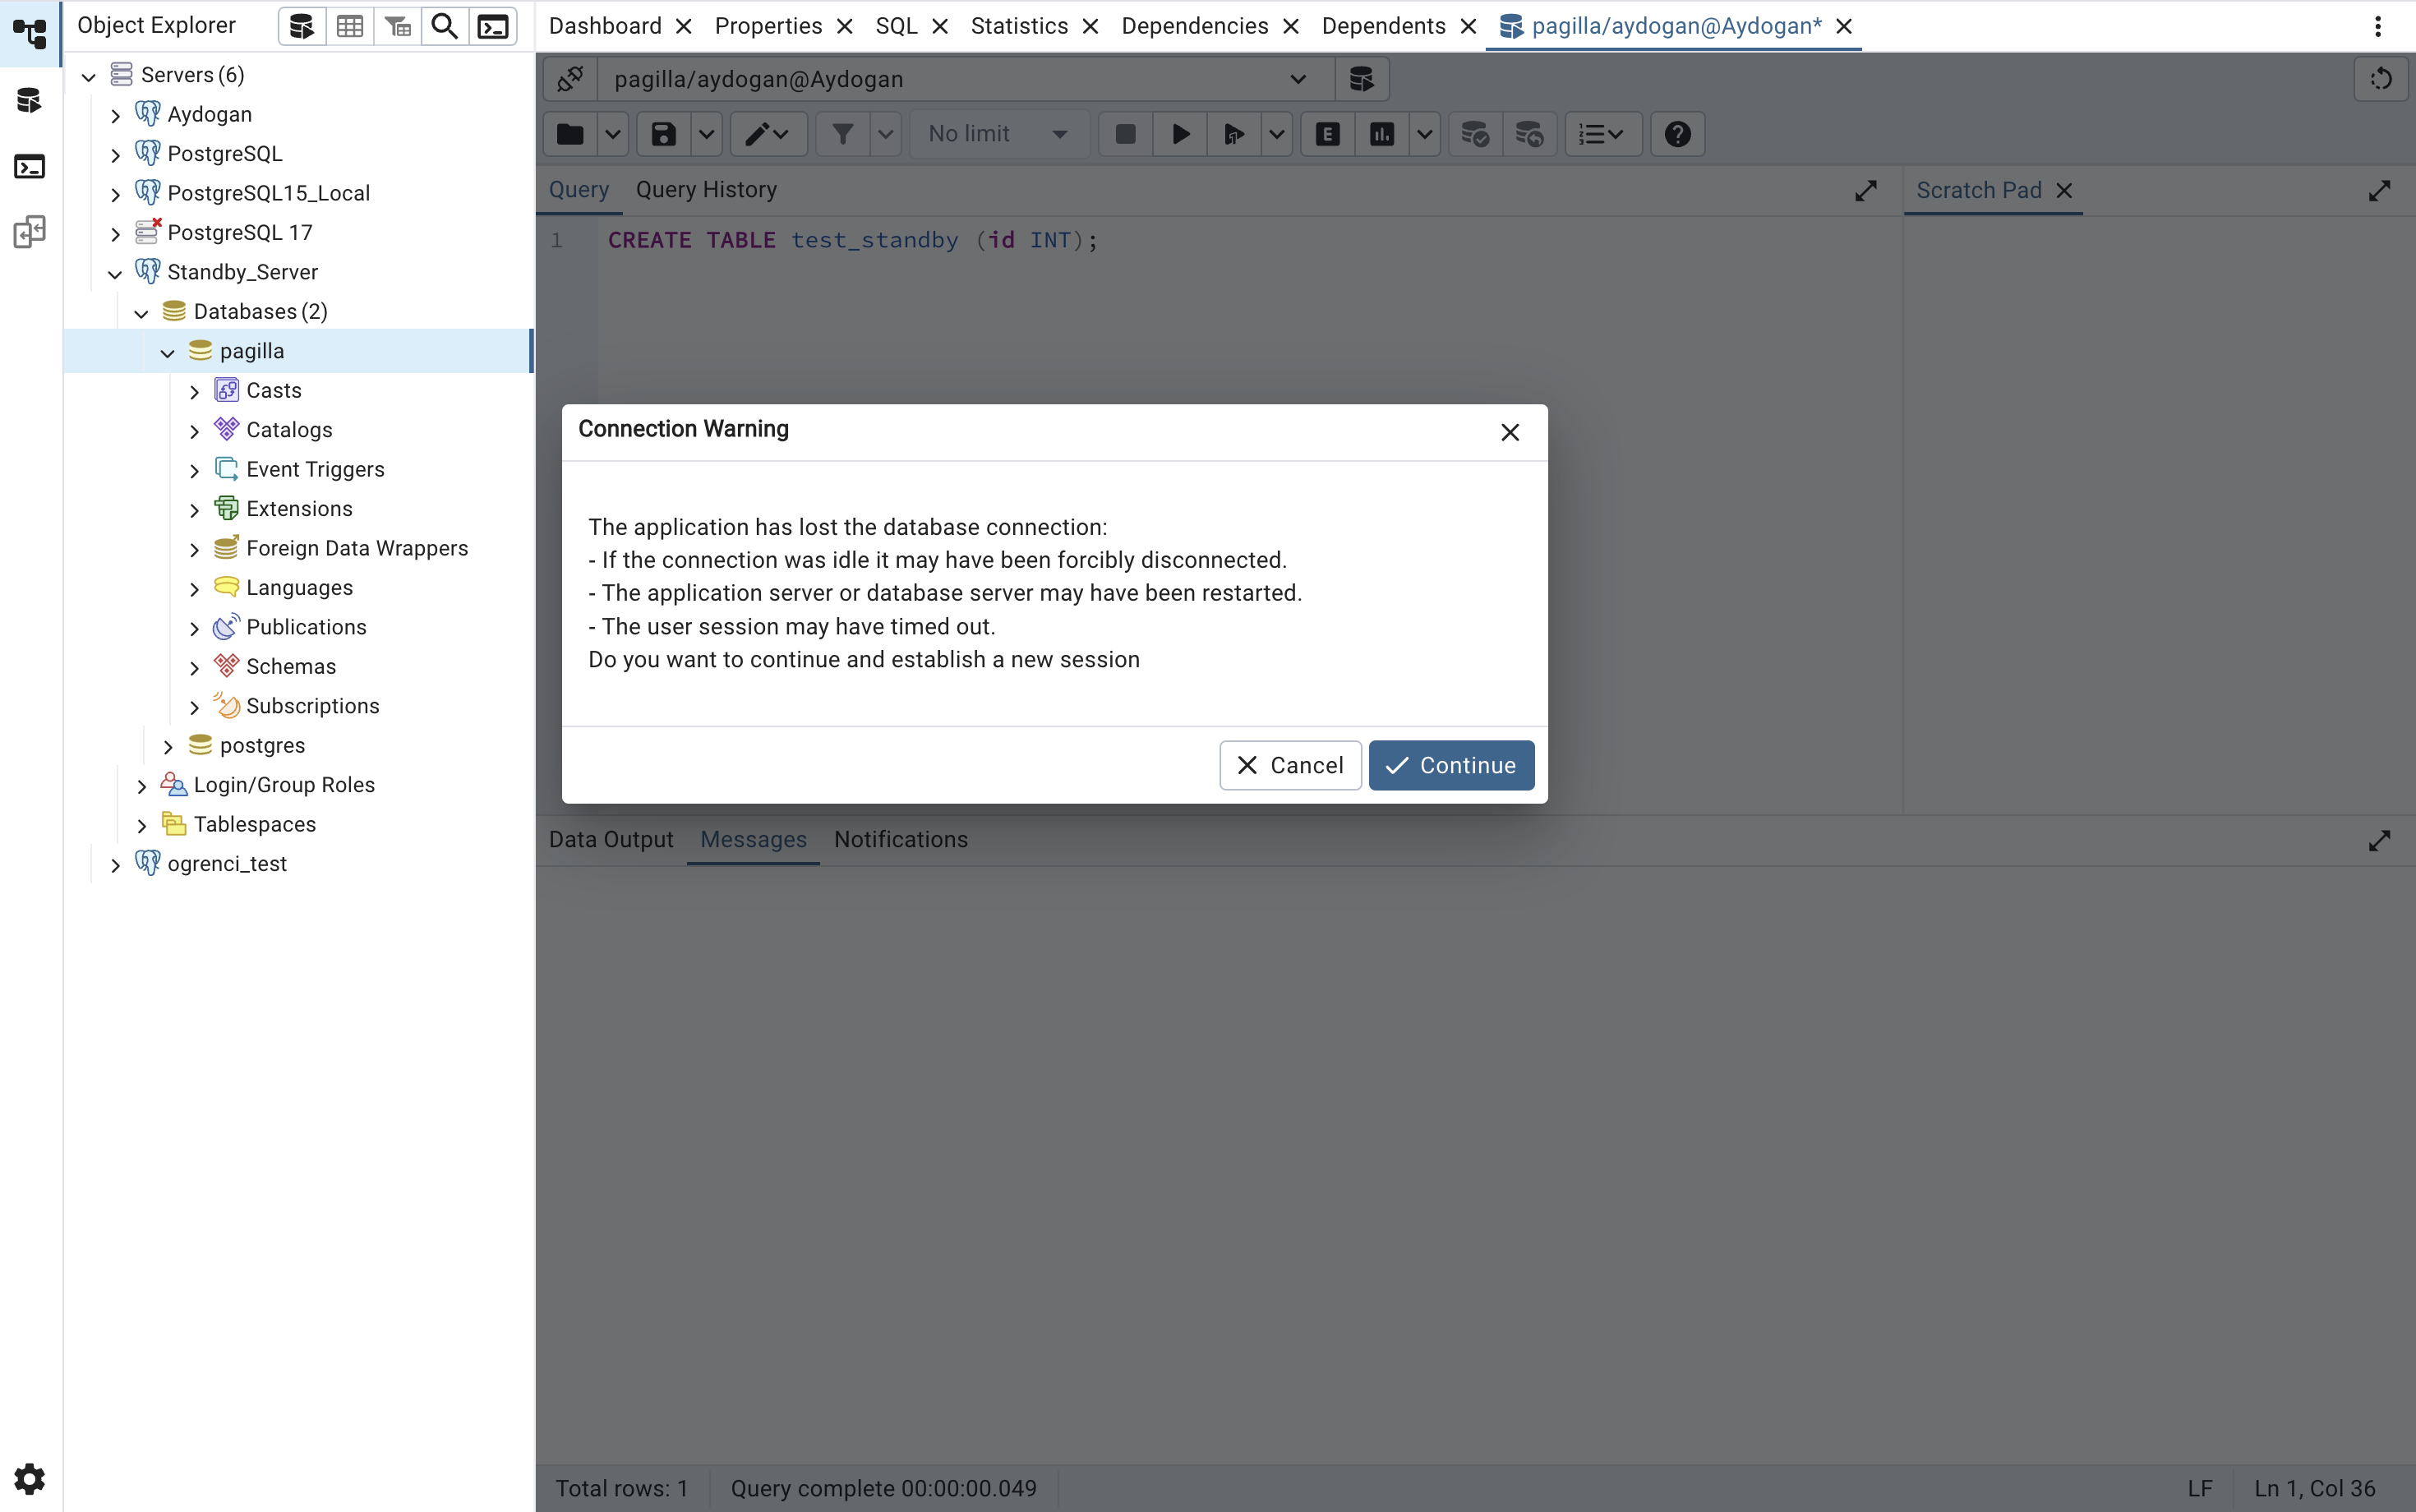 Object Explorer
Dashboard Properties SQL Statistics Dependencies Dependents pagilla/aydogan@Aydogan*
Servers (6)
Aydogan
PostgreSQL
PostgreSQL15_Local
PostgreSQL 17
Standby_Server
Databases (2)
pagilla
Casts
Catalogs
Event Triggers
Extensions
Foreign Data Wrappers
Languages
Publications
Schemas
Subscriptions
postgres
Login/Group Roles
Tablespaces
ogrenci_test
pagilla/aydogan@Aydogan
No limit
E
Query Query History
Scratch Pad
1 CREATE TABLE test_standby (id INT);
Connection Warning
The application has lost the database connection:
- If the connection was idle it may have been forcibly disconnected.
- The application server or database server may have been restarted.
- The user session may have timed out.
Do you want to continue and establish a new session
Cancel Continue
Data Output Messages Notifications
Total rows: 1 Query complete 00:00:00.049 LF Ln 1, Col 36